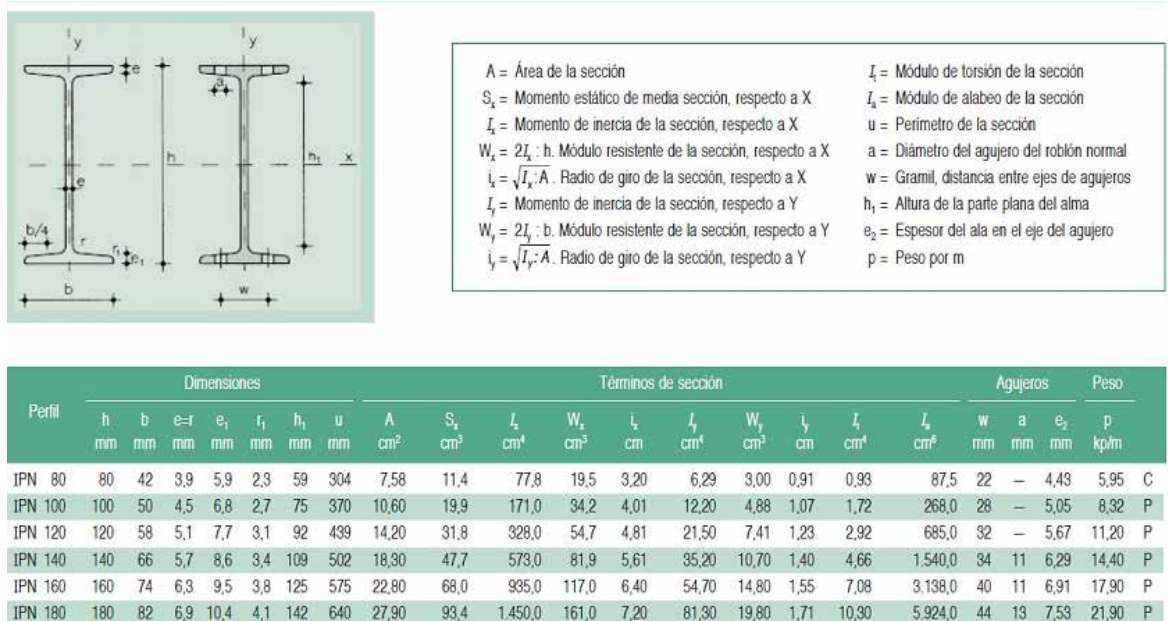 y y
e
a
h h₁ x
e
b/4 r r₁ e₁
b w
A = Área de la sección
Sₓ = Momento estático de media sección, respecto a X
Iₓ = Momento de inercia de la sección, respecto a X
Wₓ = 2Iₓ : h. Módulo resistente de la sección, respecto a X
iₓ = √Iₓ:A . Radio de giro de la sección, respecto a X
I_y = Momento de inercia de la sección, respecto a Y
W_y = 2I_y : b. Módulo resistente de la sección, respecto a Y
i_y = √I_y:A . Radio de giro de la sección, respecto a Y
Iₜ = Módulo de torsión de la sección
Iₐ = Módulo de alabeo de la sección
u = Perímetro de la sección
a = Diámetro del agujero del roblón normal
w = Gramil, distancia entre ejes de agujeros
h₁ = Altura de la parte plana del alma
e₂ = Espesor del ala en el eje del agujero
p = Peso por m
Perfil Dimensiones Términos de sección Agujeros Peso
h b e=r e₁ r₁ h₁ u A Sₓ Iₓ Wₓ iₓ I_y W_y i_y Iₜ Iₐ w a e₂ p
mm mm mm mm mm mm mm cm² cm³ cm⁴ cm³ cm cm⁴ cm³ cm cm⁴ cm⁶ mm mm mm kp/m
IPN 80 80 42 3,9 5,9 2,3 59 304 7,58 11,4 77,8 19,5 3,20 6,29 3,00 0,91 0,93 87,5 22 – 4,43 5,95 C
IPN 100 100 50 4,5 6,8 2,7 75 370 10,60 19,9 171,0 34,2 4,01 12,20 4,88 1,07 1,72 268,0 28 – 5,05 8,32 P
IPN 120 120 58 5,1 7,7 3,1 92 439 14,20 31,8 328,0 54,7 4,81 21,50 7,41 1,23 2,92 685,0 32 – 5,67 11,20 P
IPN 140 140 66 5,7 8,6 3,4 109 502 18,30 47,7 573,0 81,9 5,61 35,20 10,70 1,40 4,66 1.540,0 34 11 6,29 14,40 P
IPN 160 160 74 6,3 9,5 3,8 125 575 22,80 68,0 935,0 117,0 6,40 54,70 14,80 1,55 7,08 3.138,0 40 11 6,91 17,90 P
IPN 180 180 82 6,9 10,4 4,1 142 640 27,90 93,4 1.450,0 161,0 7,20 81,30 19,80 1,71 10,30 5.924,0 44 13 7,53 21,90 P